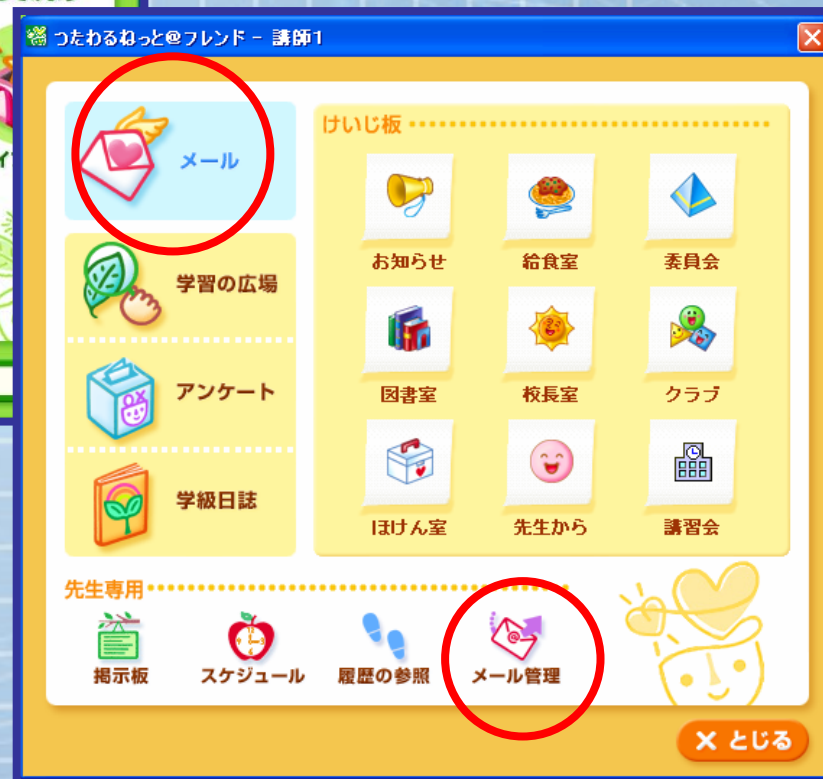 つたわるねっと@フレンド - 講師1
メール
学習の広場
アンケート
学級日誌
けいじ板
お知らせ
給食室
委員会
図書室
校長室
クラブ
ほけん室
先生から
講習会
先生専用
掲示板
スケジュール
履歴の参照
メール管理
とじる